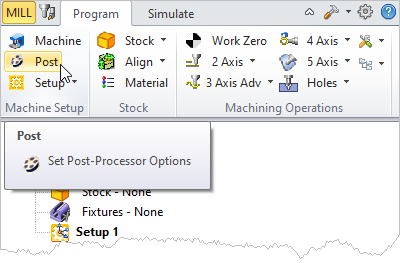 MILL Program Simulate
Machine Stock Work Zero 4 Axis
Post Align 2 Axis 5 Axis
Setup Material 3 Axis Adv Holes
Machine Setup Stock Machining Operations
Post
Set Post-Processor Options
Stock - None
Fixtures - None
Setup 1